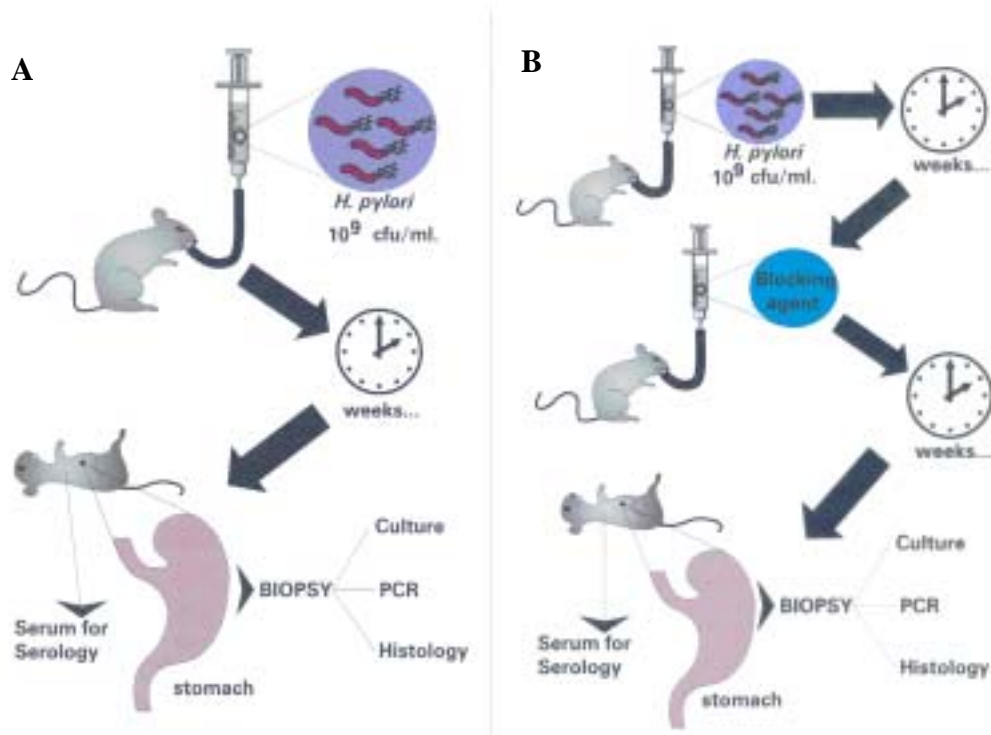 A
H. pylori
10⁹ cfu/ml.
weeks...
Serum for
Serology
stomach
BIOPSY
Culture
PCR
Histology
B
H. pylori
10⁹ cfu/ml.
weeks...
Blocking
agent
weeks...
Serum for
Serology
stomach
BIOPSY
Culture
PCR
Histology